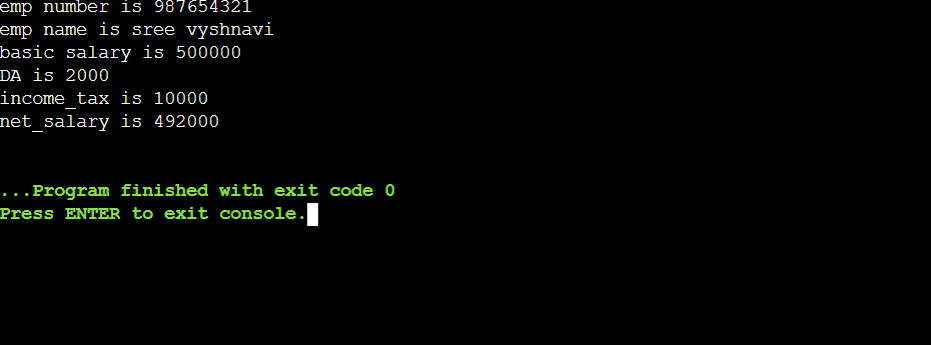 emp number is 987654321
emp name is sree vyshnavi
basic salary is 500000
DA is 2000
income_tax is 10000
net_salary is 492000
...Program finished with exit code 0
Press ENTER to exit console.